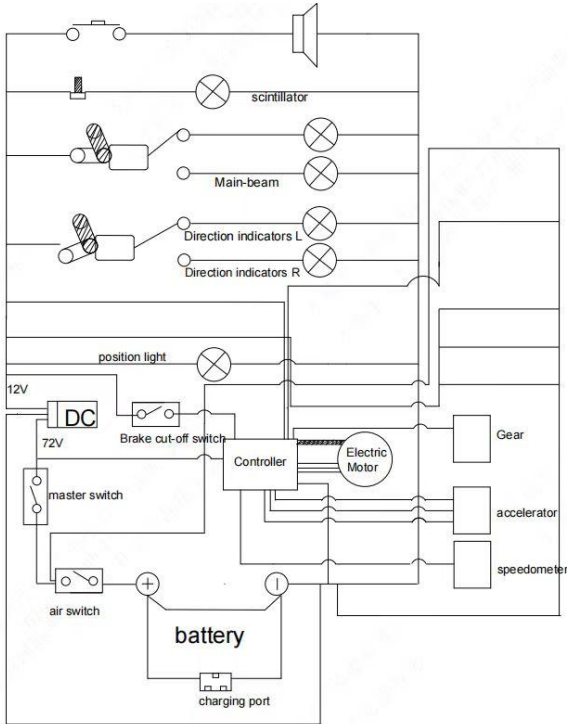 scintillator
Main-beam
Direction indicators L
Direction indicators R
position light
12V
DC
72V
Brake cut-off switch
Controller
Electric
Motor
Gear
master switch
accelerator
speedometer
air switch
+
battery
charging port